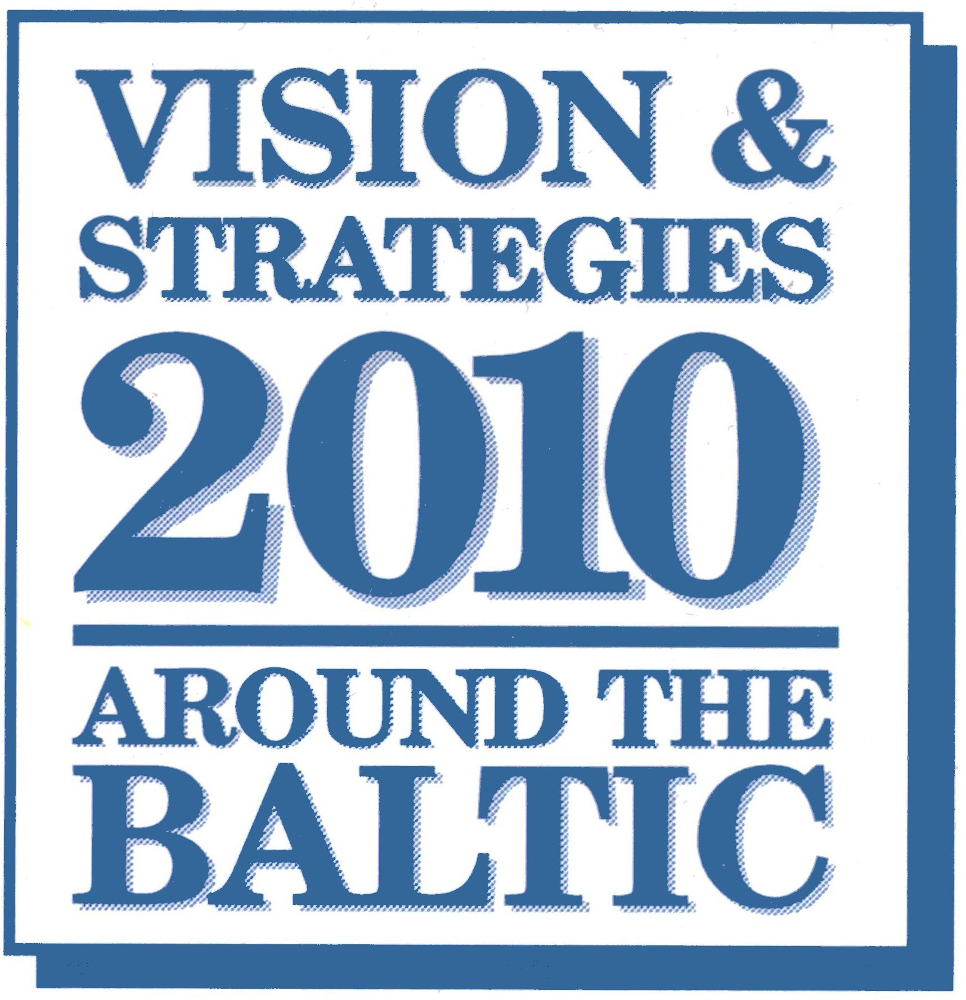 VISION &
STRATEGIES
2010
AROUND THE
BALTIC